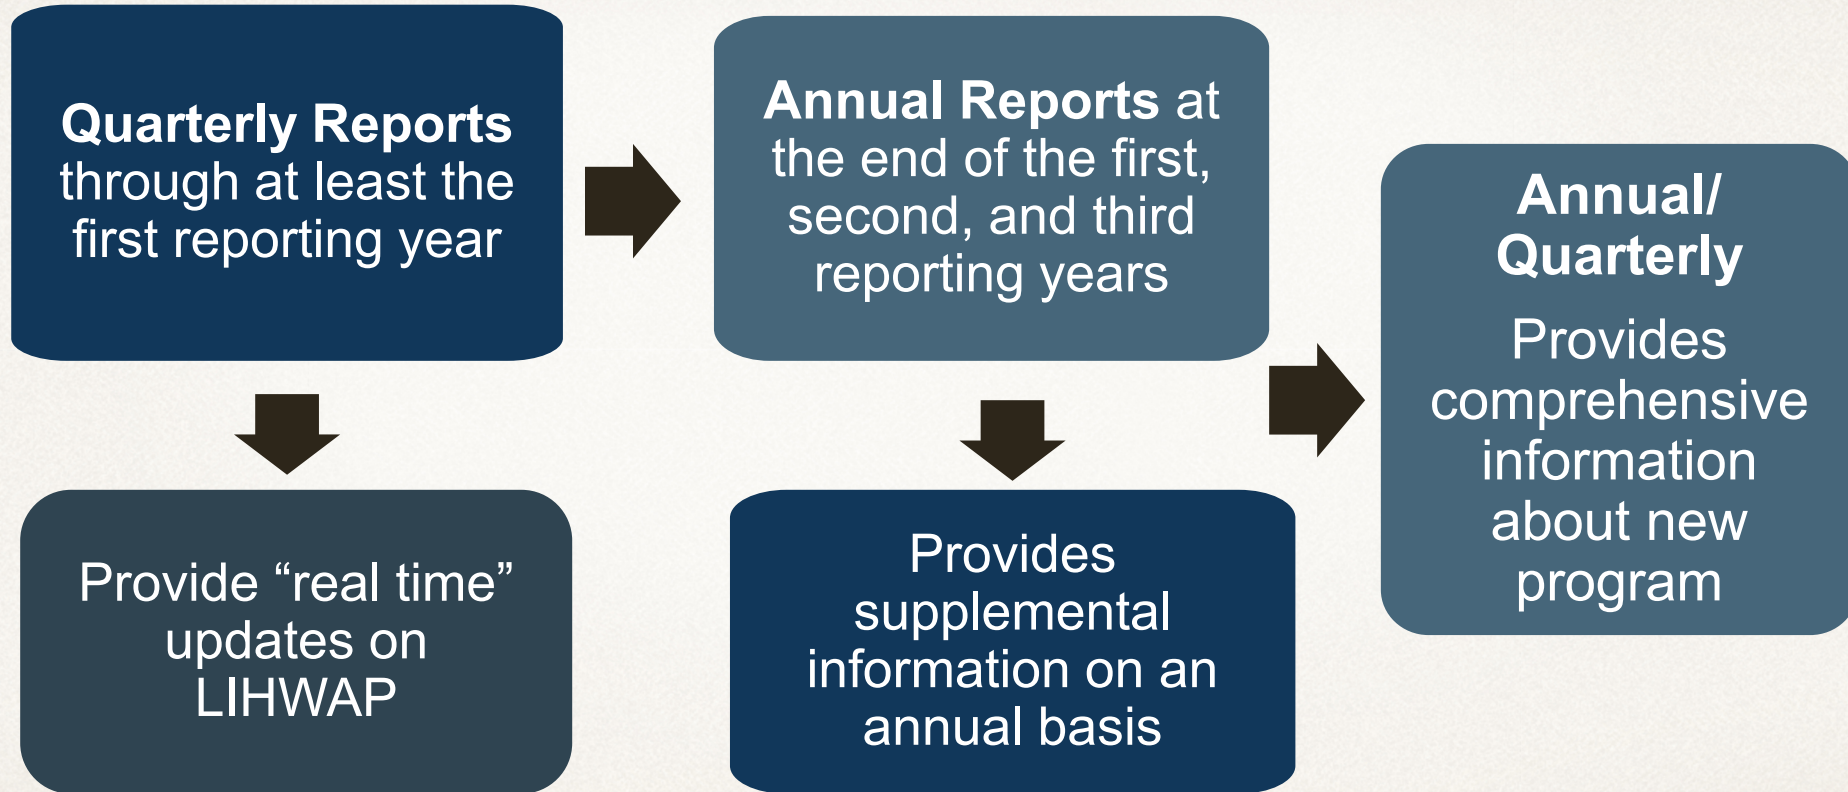 Quarterly Reports
through at least the
first reporting year
Provide “real time”
updates on
LIHWAP
Annual Reports at
the end of the first,
second, and third
reporting years
Provides
supplemental
information on an
annual basis
Annual/
Quarterly
Provides
comprehensive
information
about new
program